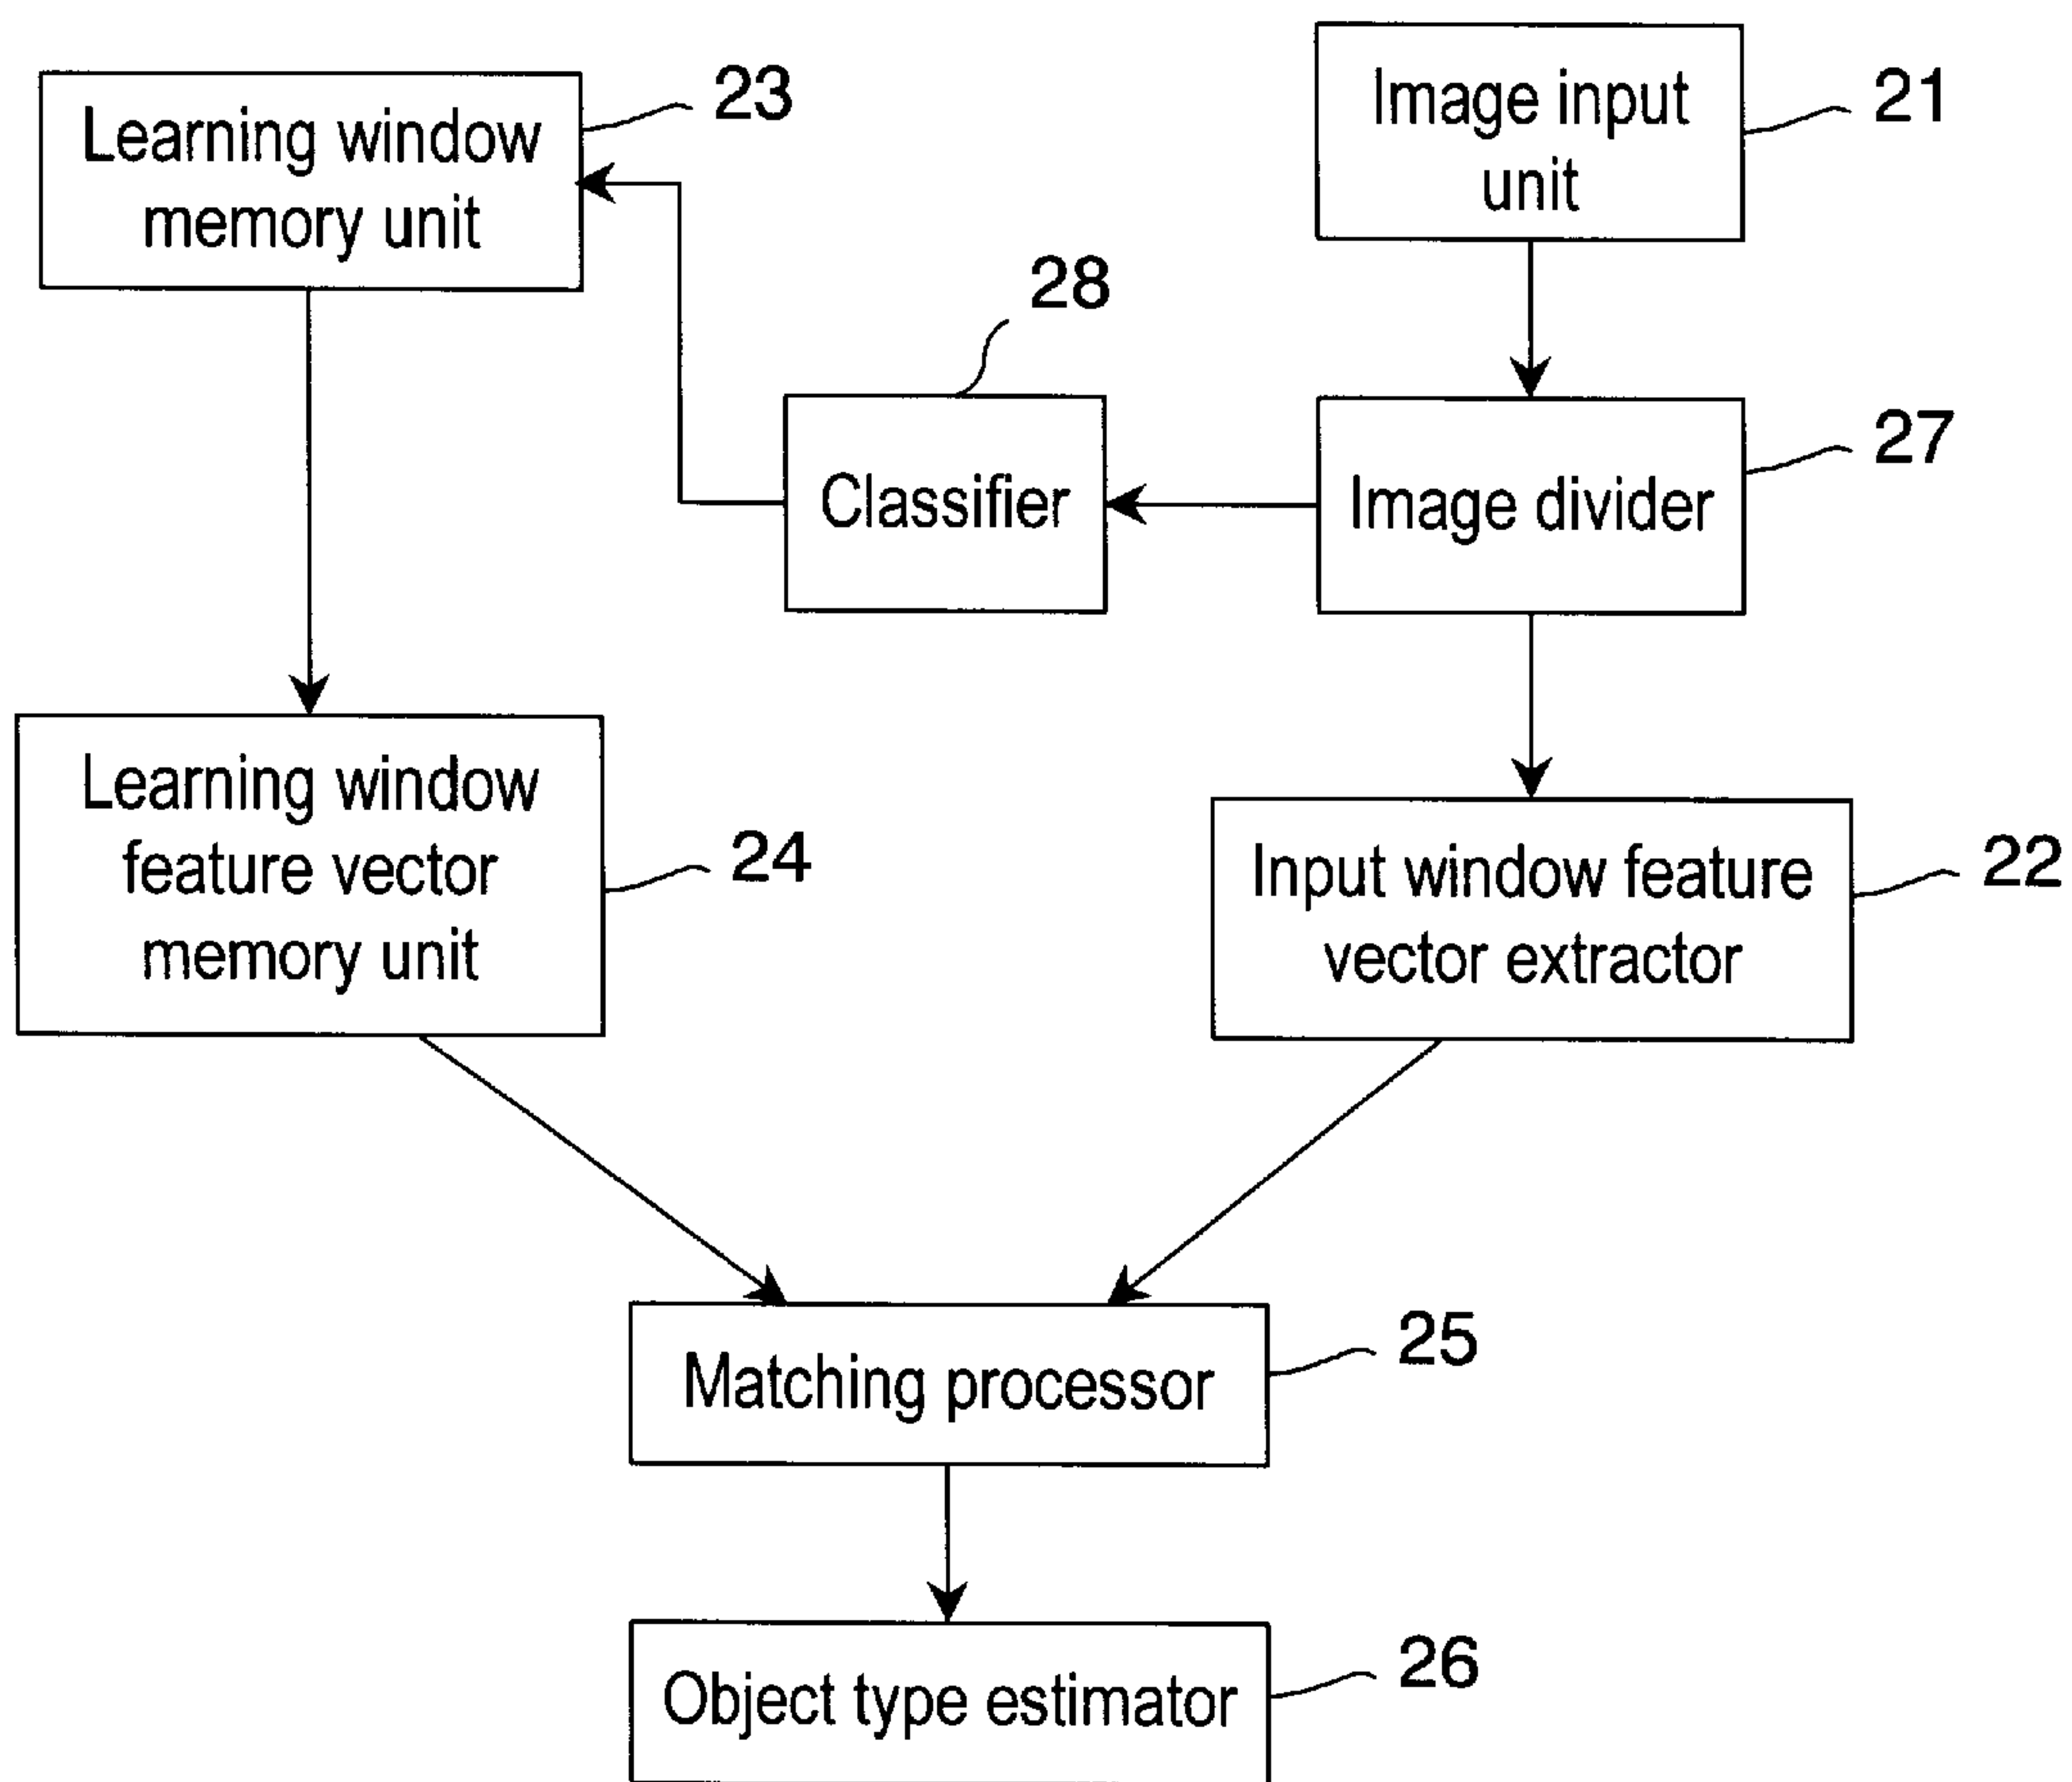 Learning window
memory unit
23
Image input
unit
21
28
Classifier
Image divider
27
Learning window
feature vector
memory unit
24
Input window feature
vector extractor
22
Matching processor
25
Object type estimator
26